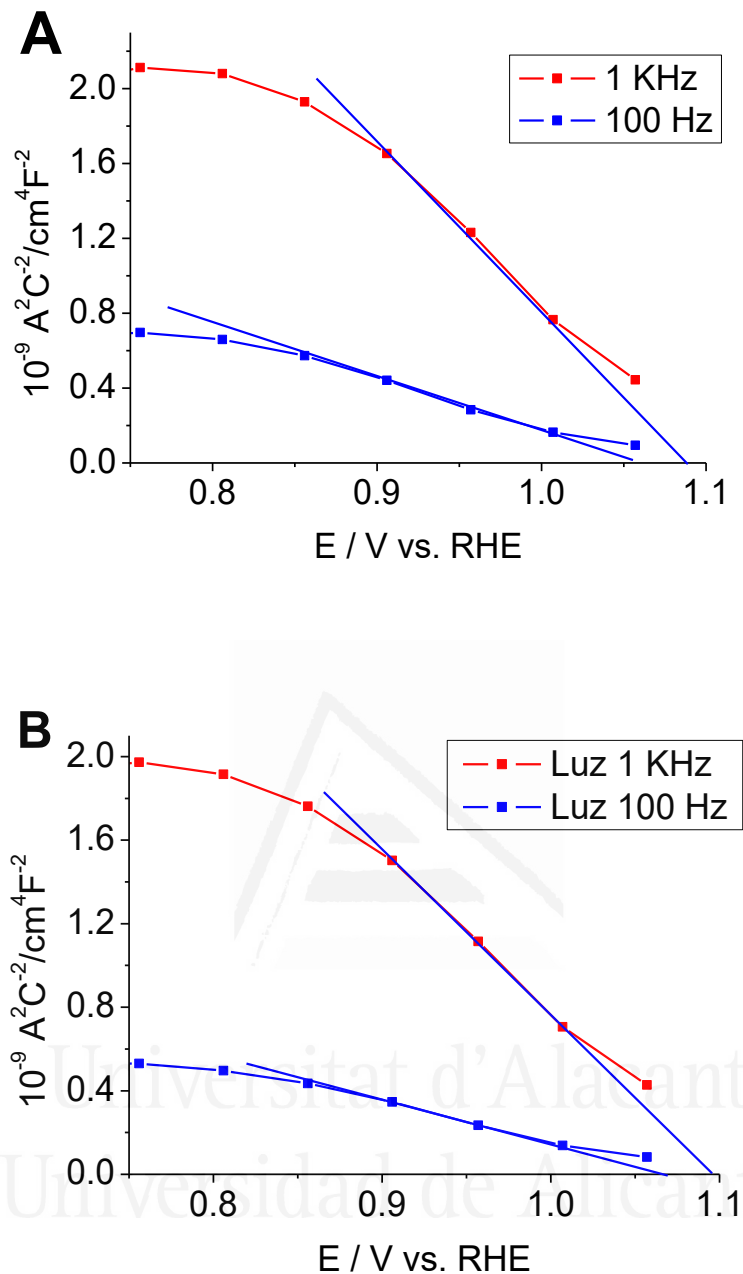 A
1 KHz
100 Hz
2.0
1.6
1.2
0.8
0.4
0.0
10⁻⁹ A²C⁻²/cm⁴F⁻²
0.8 0.9 1.0 1.1
E / V vs. RHE
B
Luz 1 KHz
Luz 100 Hz
2.0
1.6
1.2
0.8
0.4
0.0
10⁻⁹ A²C⁻²/cm⁴F⁻²
0.8 0.9 1.0 1.1
E / V vs. RHE
Universitat d'Alacant
Universidad de Alicant